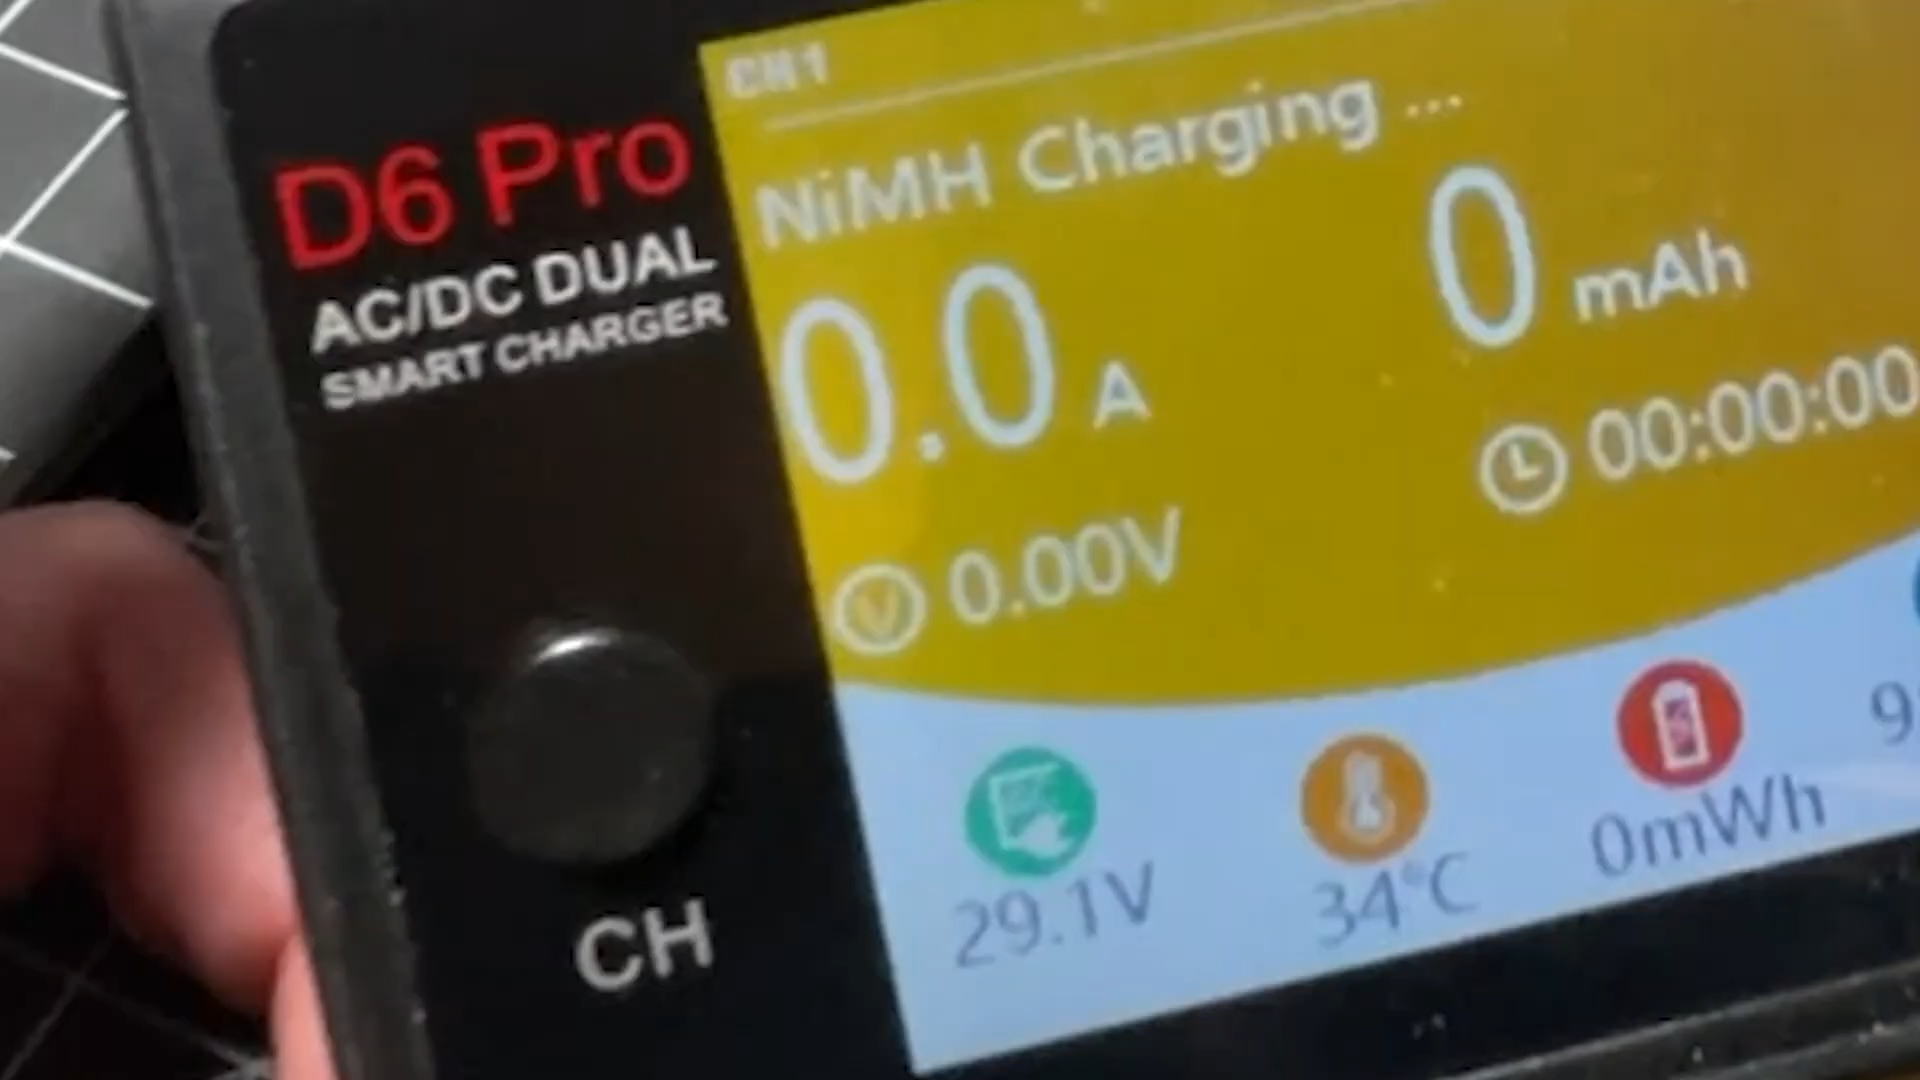 D6 Pro
AC/DC DUAL
SMART CHARGER
CH
CH1
NiMH Charging ...
0.0 A
0 mAh
0.00V
00:00:00
29.1V
34°C
0mWh